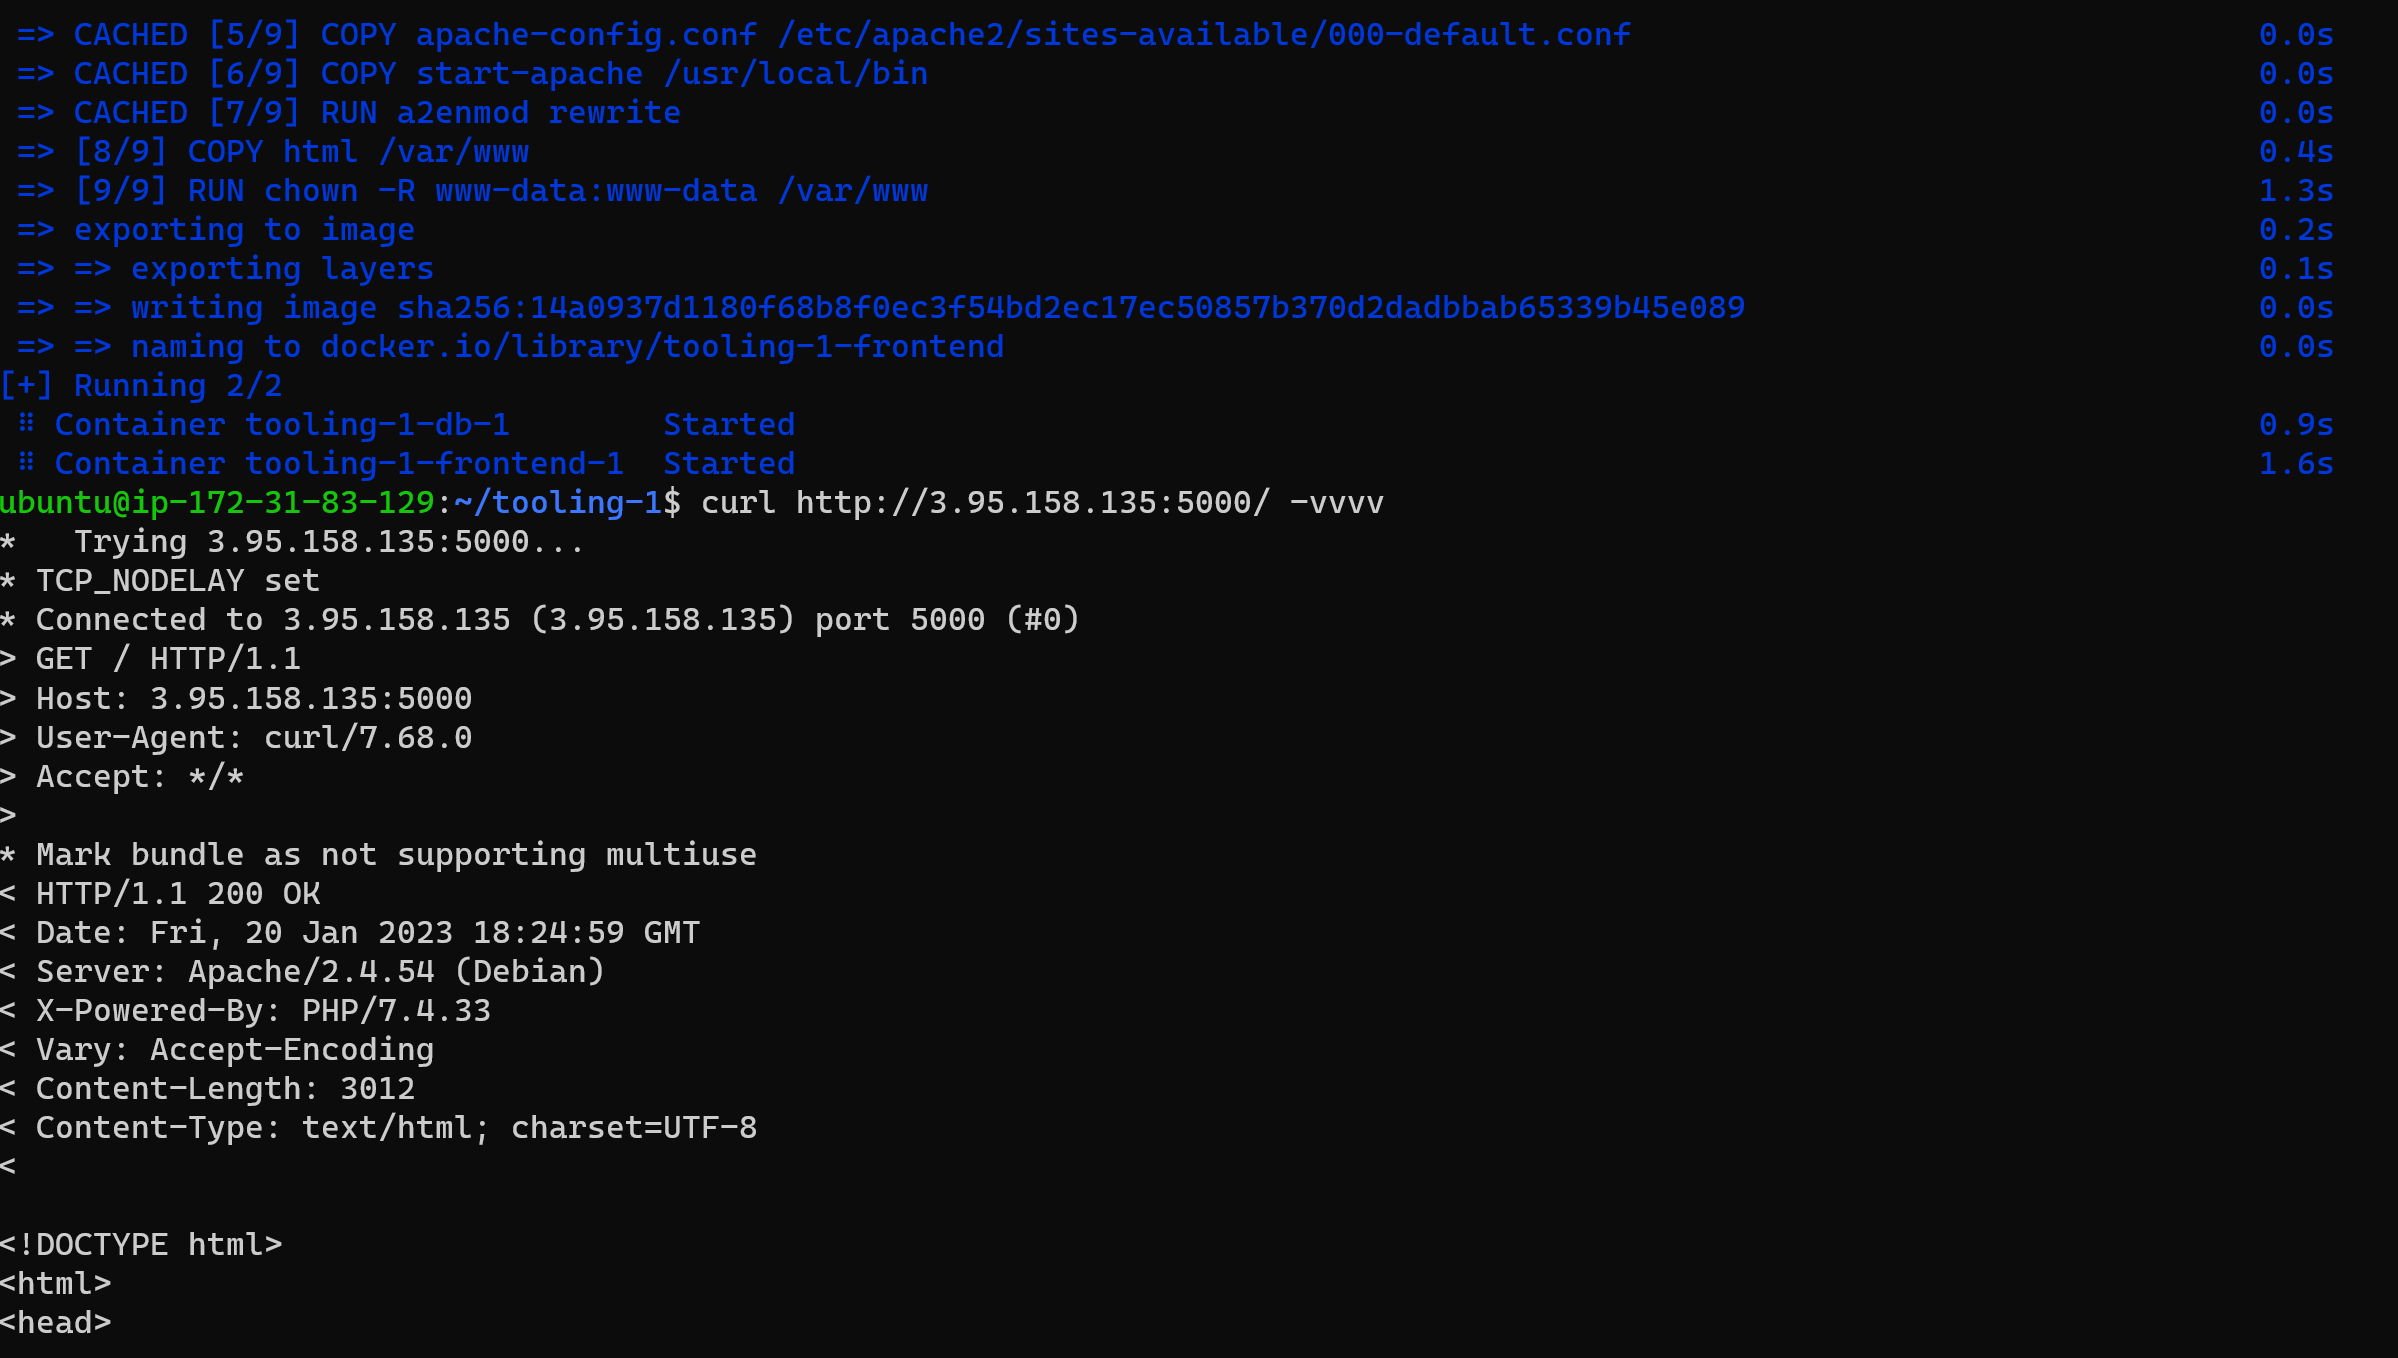 => CACHED [5/9] COPY apache-config.conf /etc/apache2/sites-available/000-default.conf 0.0s
=> CACHED [6/9] COPY start-apache /usr/local/bin 0.0s
=> CACHED [7/9] RUN a2enmod rewrite 0.0s
=> [8/9] COPY html /var/www 0.4s
=> [9/9] RUN chown -R www-data:www-data /var/www 1.3s
=> exporting to image 0.2s
=> => exporting layers 0.1s
=> => writing image sha256:14a0937d1180f68b8f0ec3f54bd2ec17ec50857b370d2dadbbab65339b45e089 0.0s
=> => naming to docker.io/library/tooling-1-frontend 0.0s
[+] Running 2/2
⠿ Container tooling-1-db-1 Started 0.9s
⠿ Container tooling-1-frontend-1 Started 1.6s
ubuntu@ip-172-31-83-129:~/tooling-1$ curl http://3.95.158.135:5000/ -vvvv
* Trying 3.95.158.135:5000...
* TCP_NODELAY set
* Connected to 3.95.158.135 (3.95.158.135) port 5000 (#0)
> GET / HTTP/1.1
> Host: 3.95.158.135:5000
> User-Agent: curl/7.68.0
> Accept: */*
>
* Mark bundle as not supporting multiuse
< HTTP/1.1 200 OK
< Date: Fri, 20 Jan 2023 18:24:59 GMT
< Server: Apache/2.4.54 (Debian)
< X-Powered-By: PHP/7.4.33
< Vary: Accept-Encoding
< Content-Length: 3012
< Content-Type: text/html; charset=UTF-8
<
<!DOCTYPE html>
<html>
<head>